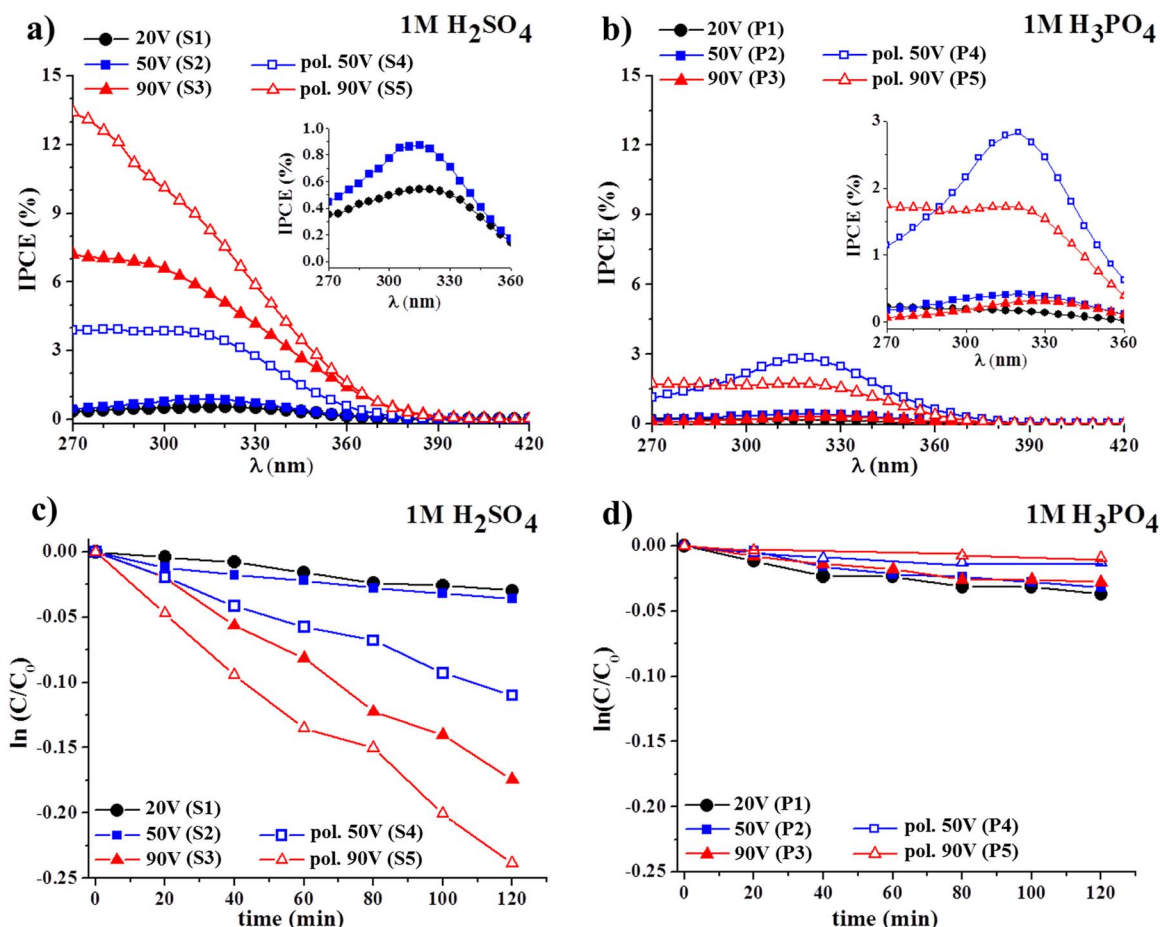 a)
1M H₂SO₄
20V (S1)
50V (S2)
pol. 50V (S4)
90V (S3)
pol. 90V (S5)
IPCE (%)
15
12
9
6
3
0
270 300 330 360 390 420
λ (nm)
IPCE (%)
1.0
0.8
0.6
0.4
0.2
0.0
270 300 330 360
λ (nm)
b)
1M H₃PO₄
20V (P1)
50V (P2)
pol. 50V (P4)
90V (P3)
pol. 90V (P5)
IPCE (%)
15
12
9
6
3
0
270 300 330 360 390 420
λ (nm)
IPCE (%)
3
2
1
0
270 300 330 360
λ (nm)
c)
1M H₂SO₄
ln (C/C₀)
0.00
-0.05
-0.10
-0.15
-0.20
-0.25
20V (S1)
50V (S2)
pol. 50V (S4)
90V (S3)
pol. 90V (S5)
0 20 40 60 80 100 120
time (min)
d)
1M H₃PO₄
ln(C/C₀)
0.00
-0.05
-0.10
-0.15
-0.20
-0.25
20V (P1)
50V (P2)
pol. 50V (P4)
90V (P3)
pol. 90V (P5)
0 20 40 60 80 100 120
time (min)